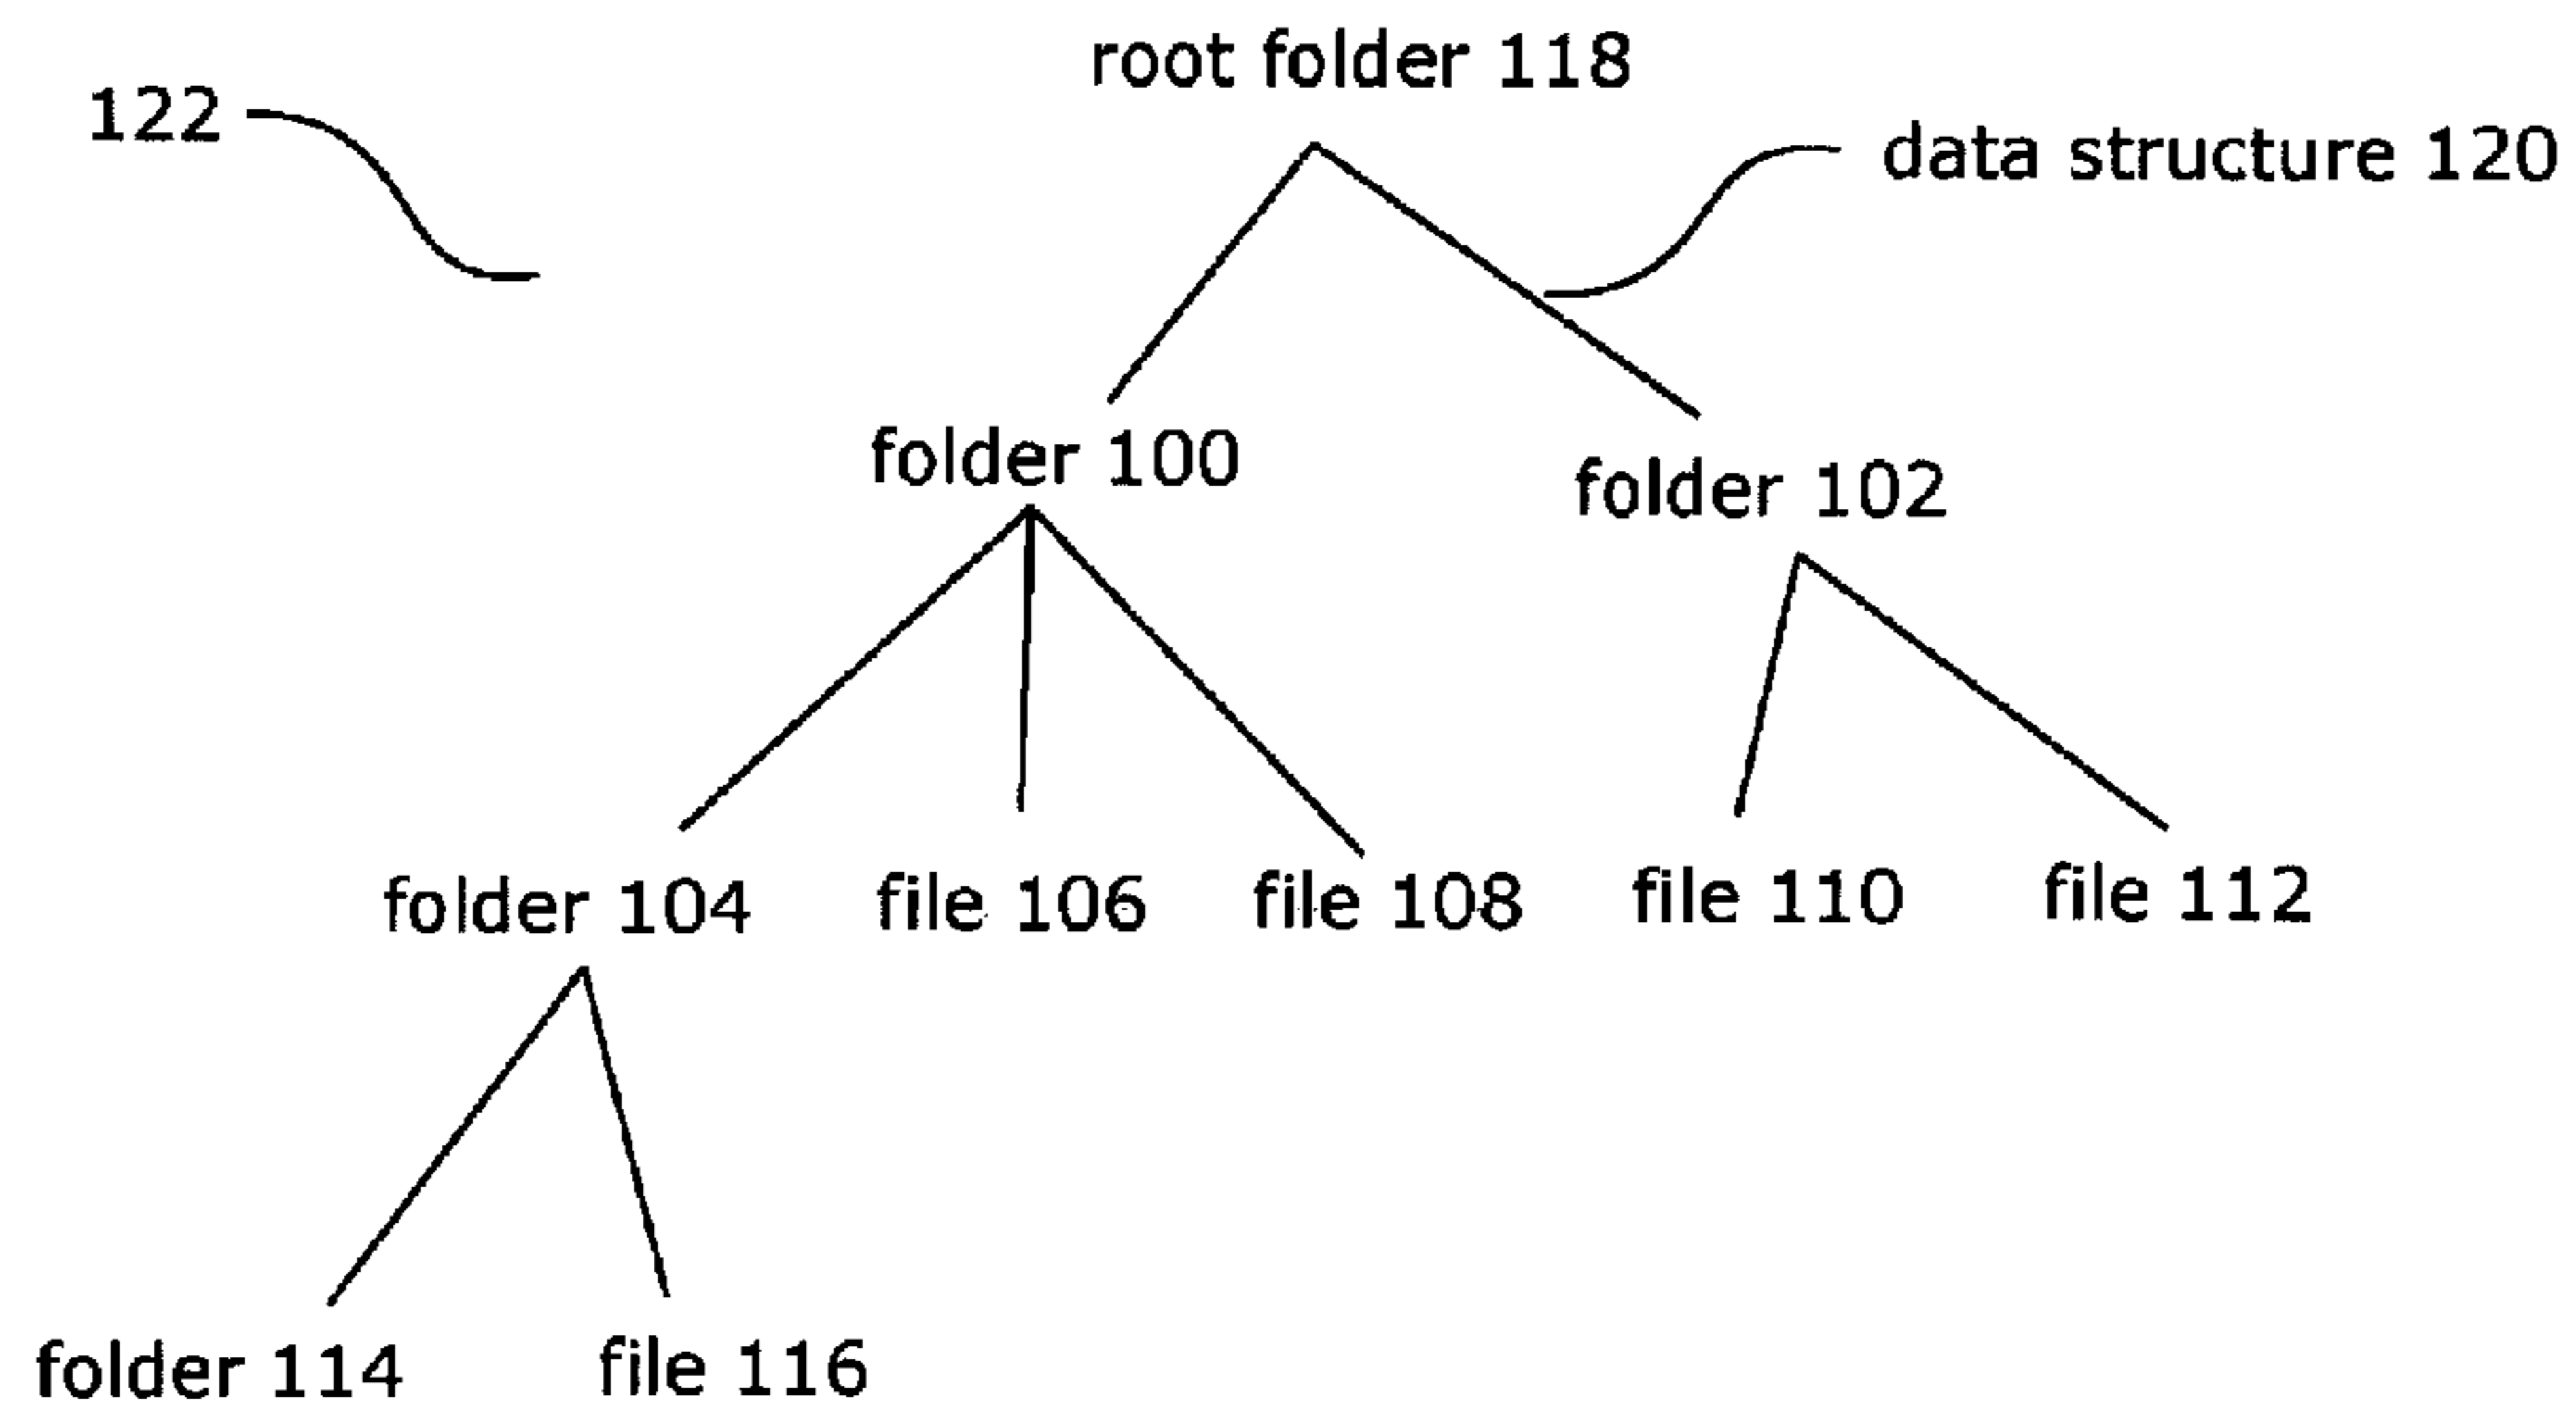 root folder 118
122
data structure 120
folder 100
folder 102
folder 104
file 106
file 108
file 110
file 112
folder 114
file 116